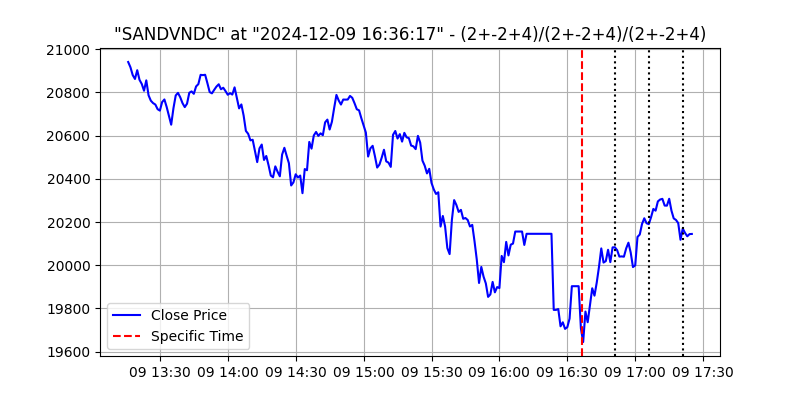 "SANDVNDC" at "2024-12-09 16:36:17" - (2+-2+4)/(2+-2+4)/(2+-2+4)
21000
20800
20600
20400
20200
20000
19800
19600
Close Price
Specific Time
09 13:30 09 14:00 09 14:30 09 15:00 09 15:30 09 16:00 09 16:30 09 17:00 09 17:30